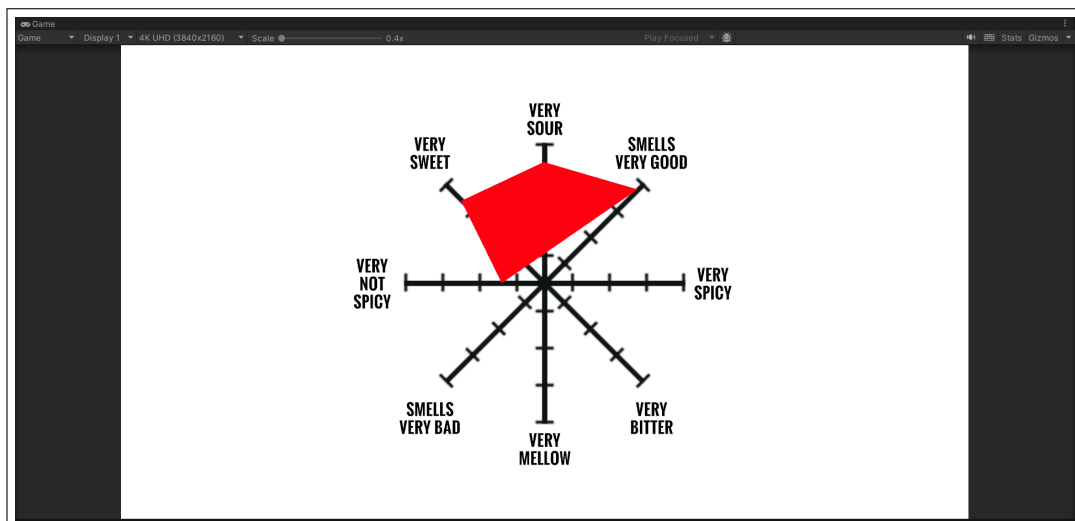 Game
Game Display 1 4K UHD (3840x2160) Scale 0.4x Play Focused Stats Gizmos
VERY
SOUR
VERY
SWEET
SMELLS
VERY GOOD
VERY
NOT
SPICY
VERY
SPICY
SMELLS
VERY BAD
VERY
MELLOW
VERY
BITTER